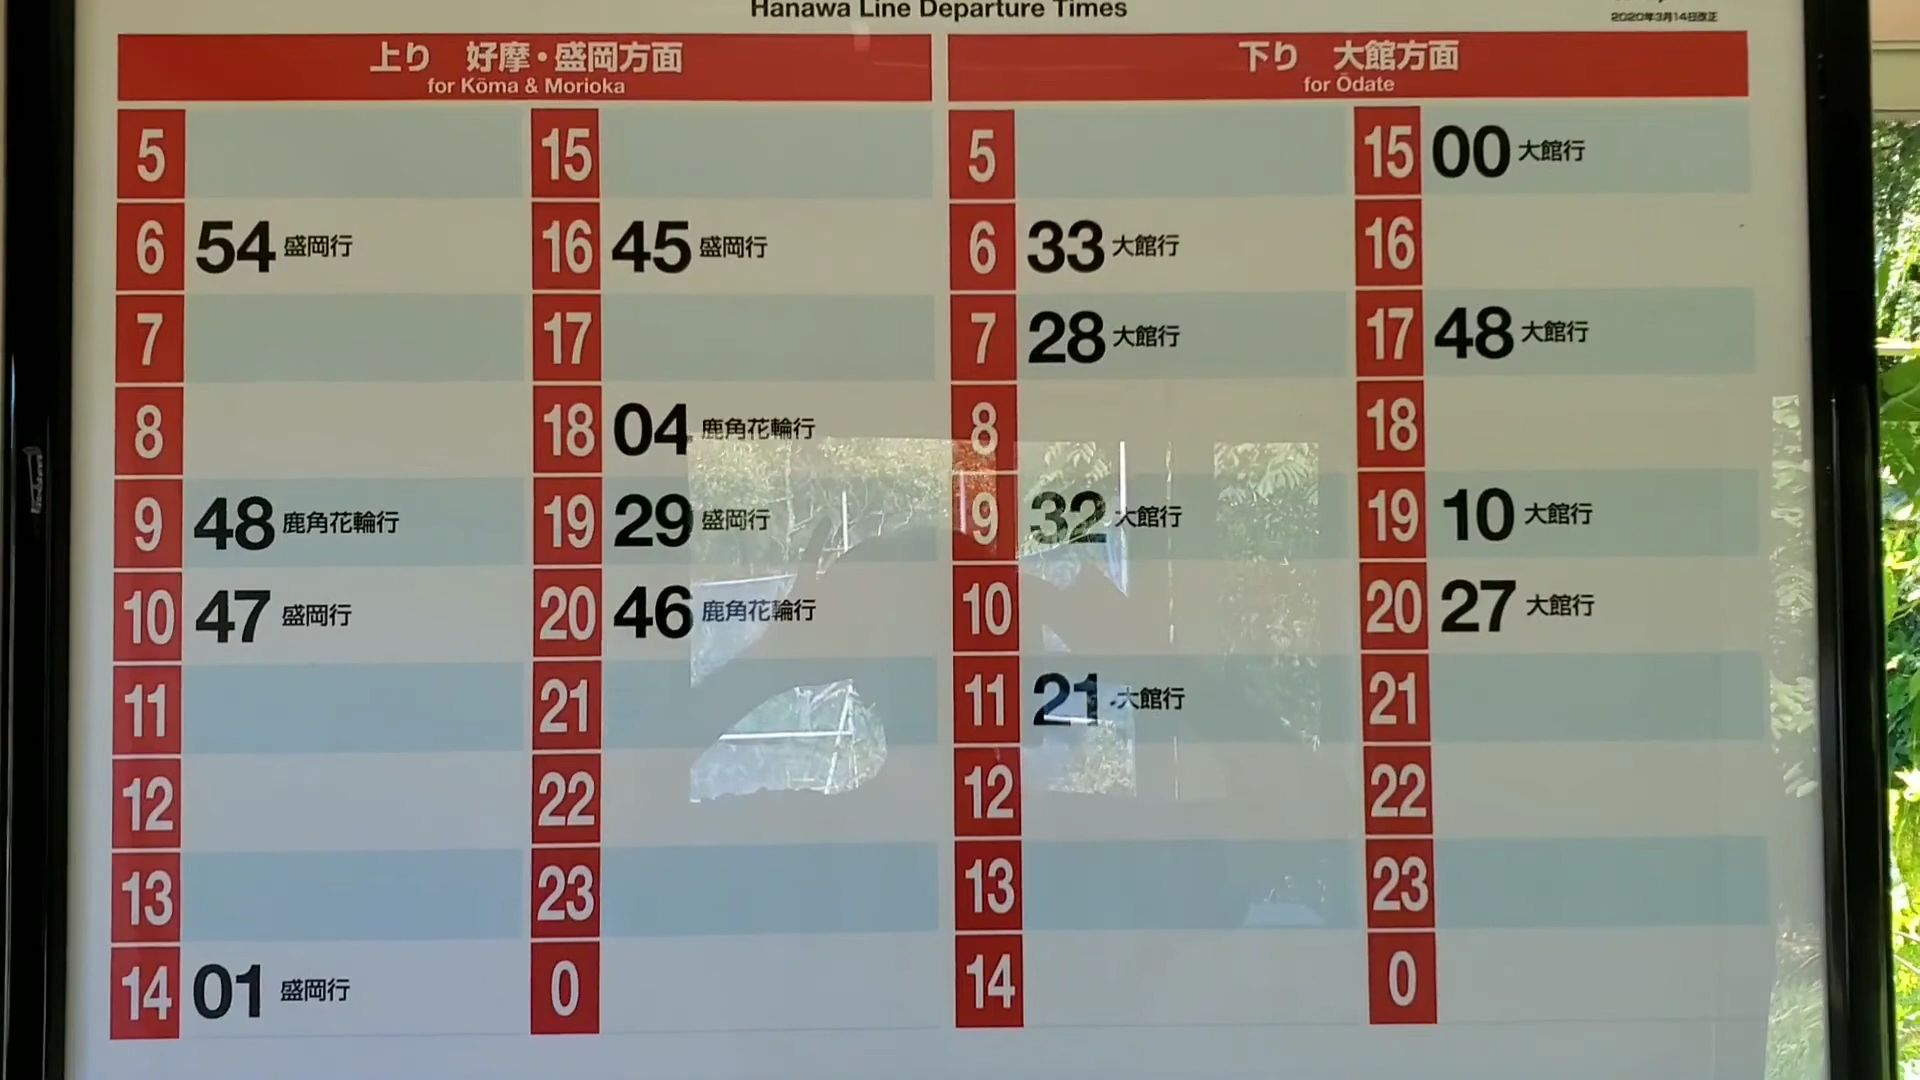 Hanawa Line Departure Times
2020年3月14日改正
上り 好摩・盛岡方面
for Kōma & Morioka
下り 大館方面
for Ōdate
5
15
6 54 盛岡行
16 45 盛岡行
7
17
8
18 04 鹿角花輪行
9 48 鹿角花輪行
19 29 盛岡行
10 47 盛岡行
20 46 鹿角花輪行
11
21
12
22
13
23
14 01 盛岡行
0
5
15 00 大館行
6 33 大館行
16
7 28 大館行
17 48 大館行
8
18
9 32 大館行
19 10 大館行
10
20 27 大館行
11 21 大館行
21
12
22
13
23
14
0